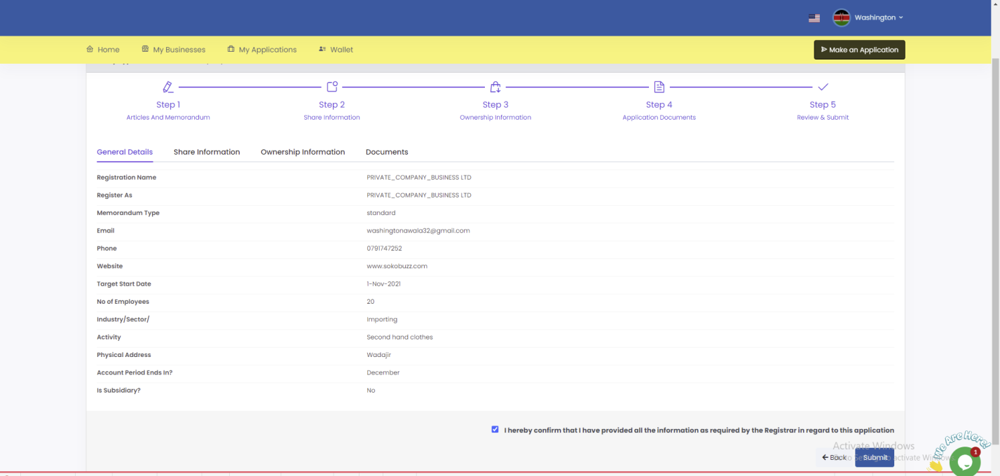 Washington
Home My Businesses My Applications Wallet Make an Application
Step 1 Step 2 Step 3 Step 4 Step 5
Articles And Memorandum Share Information Ownership Information Application Documents Review & Submit
General Details Share Information Ownership Information Documents
Registration Name PRIVATE_COMPANY_BUSINESS LTD
Register As PRIVATE_COMPANY_BUSINESS LTD
Memorandum Type standard
Email washingtonawala32@gmail.com
Phone 0791747252
Website www.sokobuzz.com
Target Start Date 1-Nov-2021
No of Employees 20
Industry/Sector/ Importing
Activity Second hand clothes
Physical Address Wadajir
Account Period Ends In? December
Is Subsidiary? No
I hereby confirm that I have provided all the information as required by the Registrar in regard to this application
We Are Here!
Activate Windows
1
Back Submit
activate